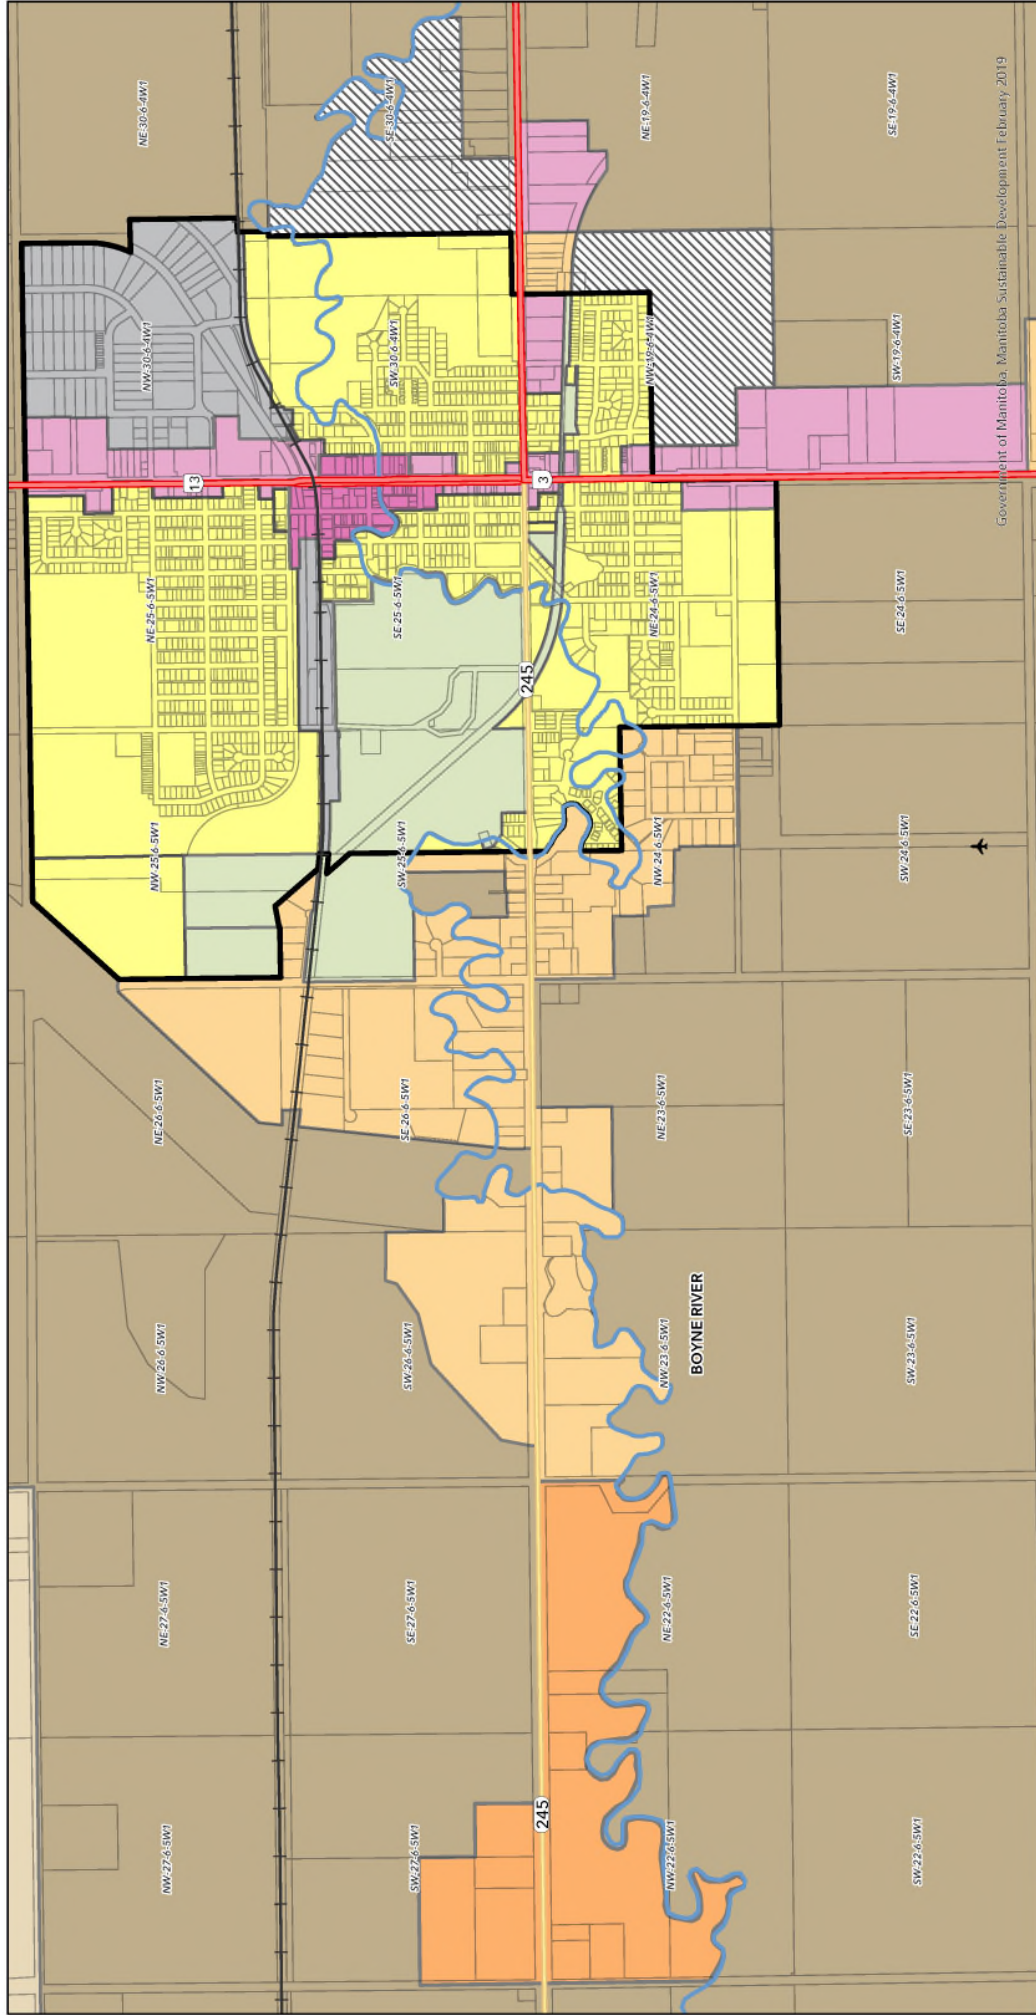 NW-27-6-5W1
NE-27-6-5W1
NW-26-6-5W1
NE-26-6-5W1
NW-25-6-5W1
NE-25-6-5W1
NW-30-6-4W1
NE-30-6-4W1
13
SW-27-6-5W1
SE-27-6-5W1
SW-26-6-5W1
SE-26-6-5W1
SW-25-6-5W1
SE-25-6-5W1
SW-30-6-4W1
SE-30-6-4W1
245
245
3
NW-22-6-5W1
NE-22-6-5W1
NW-23-6-5W1
NE-23-6-5W1
NW-24-6-5W1
NE-24-6-5W1
NW-19-6-4W1
NE-19-6-4W1
BOYNE RIVER
SW-22-6-5W1
SE-22-6-5W1
SW-23-6-5W1
SE-23-6-5W1
SW-24-6-5W1
SE-24-6-5W1
SW-19-6-4W1
SE-19-6-4W1
Government of Manitoba, Manitoba Sustainable Development February 2019